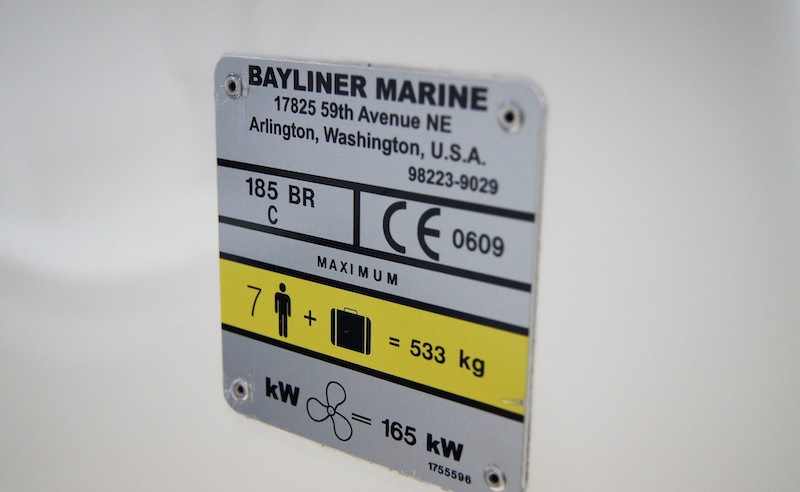 BAYLINER MARINE
17825 59th Avenue NE
Arlington, Washington, U.S.A.
98223-9029
185 BR
C
CE 0609
MAXIMUM
7 + = 533 kg
kW = 165 kW
1755596